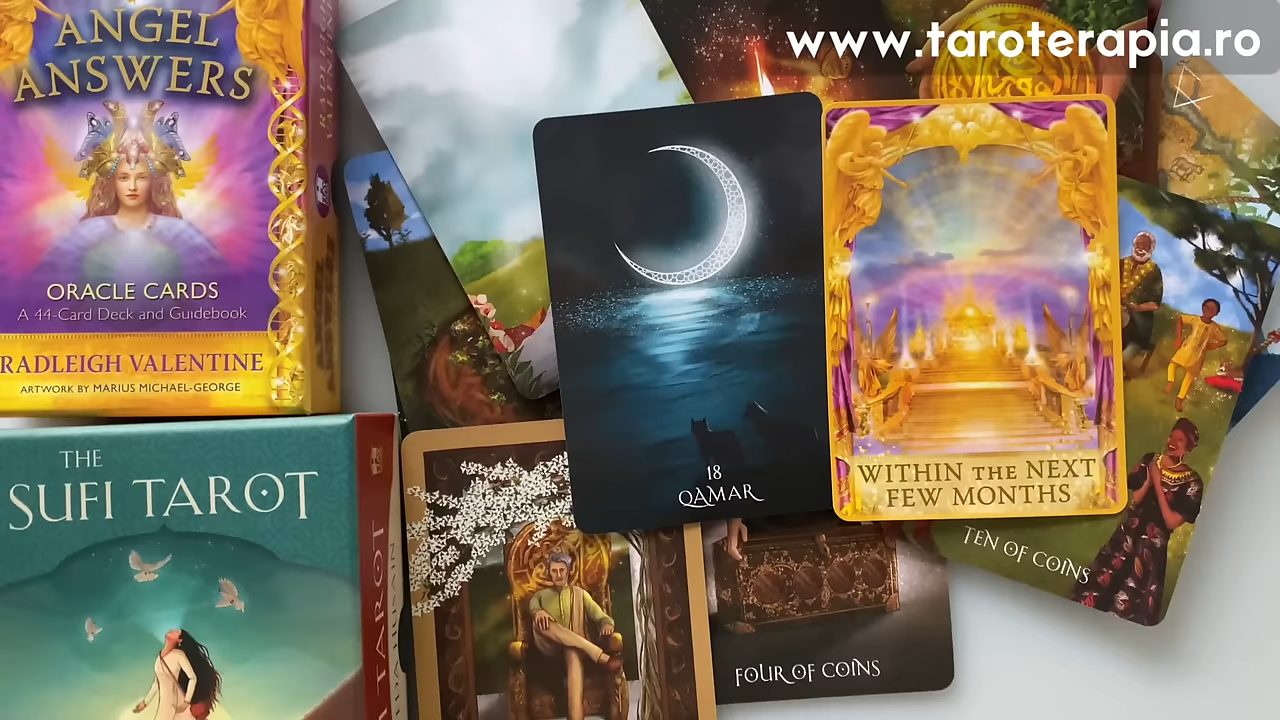 www.taroterapia.ro
ANGEL
ANSWERS
ORACLE CARDS
A 44-Card Deck and Guidebook
RADLEIGH VALENTINE
ARTWORK BY MARIUS MICHAEL-GEORGE
THE
SUFI TAROT
TAROT
18
QAMAR
WITHIN THE NEXT
FEW MONTHS
TEN OF COINS
FOUR OF COINS